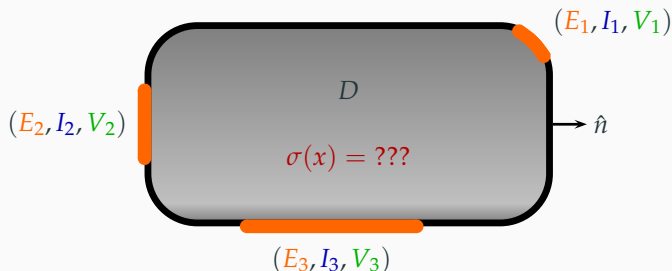 (E₁, I₁, V₁)
D
(E₂, I₂, V₂)
n̂
σ(x) = ???
(E₃, I₃, V₃)